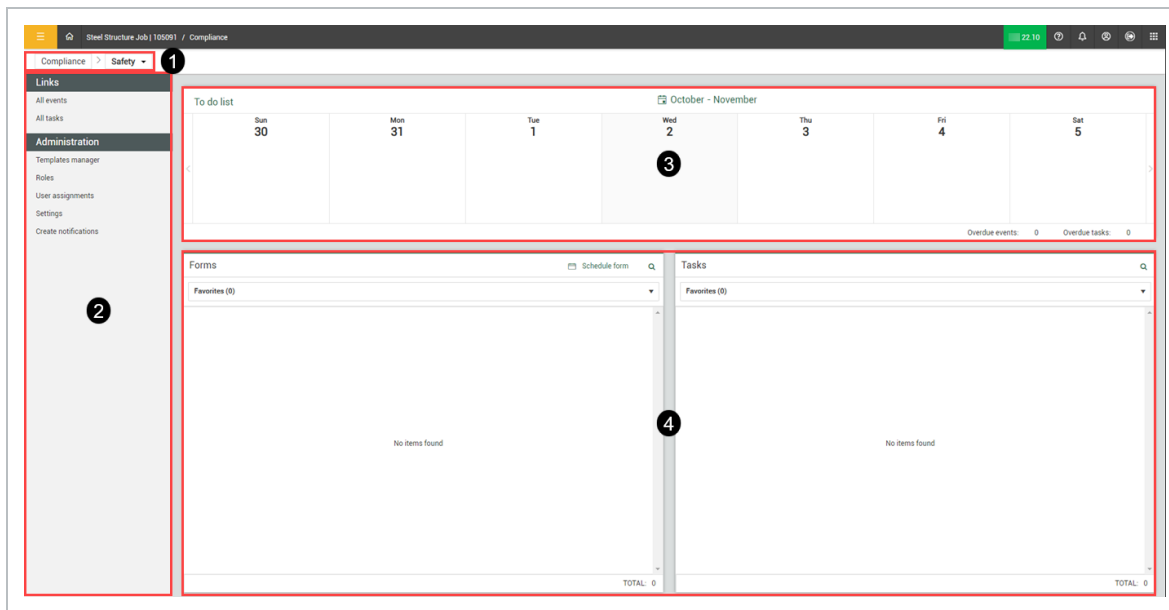 Steel Structure Job | 105091 / Compliance
22.10
Compliance > Safety
1
Links
All events
All tasks
Administration
Templates manager
Roles
User assignments
Settings
Create notifications
2
To do list
October - November
Sun Mon Tue Wed Thu Fri Sat
30 31 1 2 3 4 5
3
Overdue events: 0 Overdue tasks: 0
Forms
Schedule form
Favorites (0)
No items found
TOTAL: 0
4
Tasks
Favorites (0)
No items found
TOTAL: 0